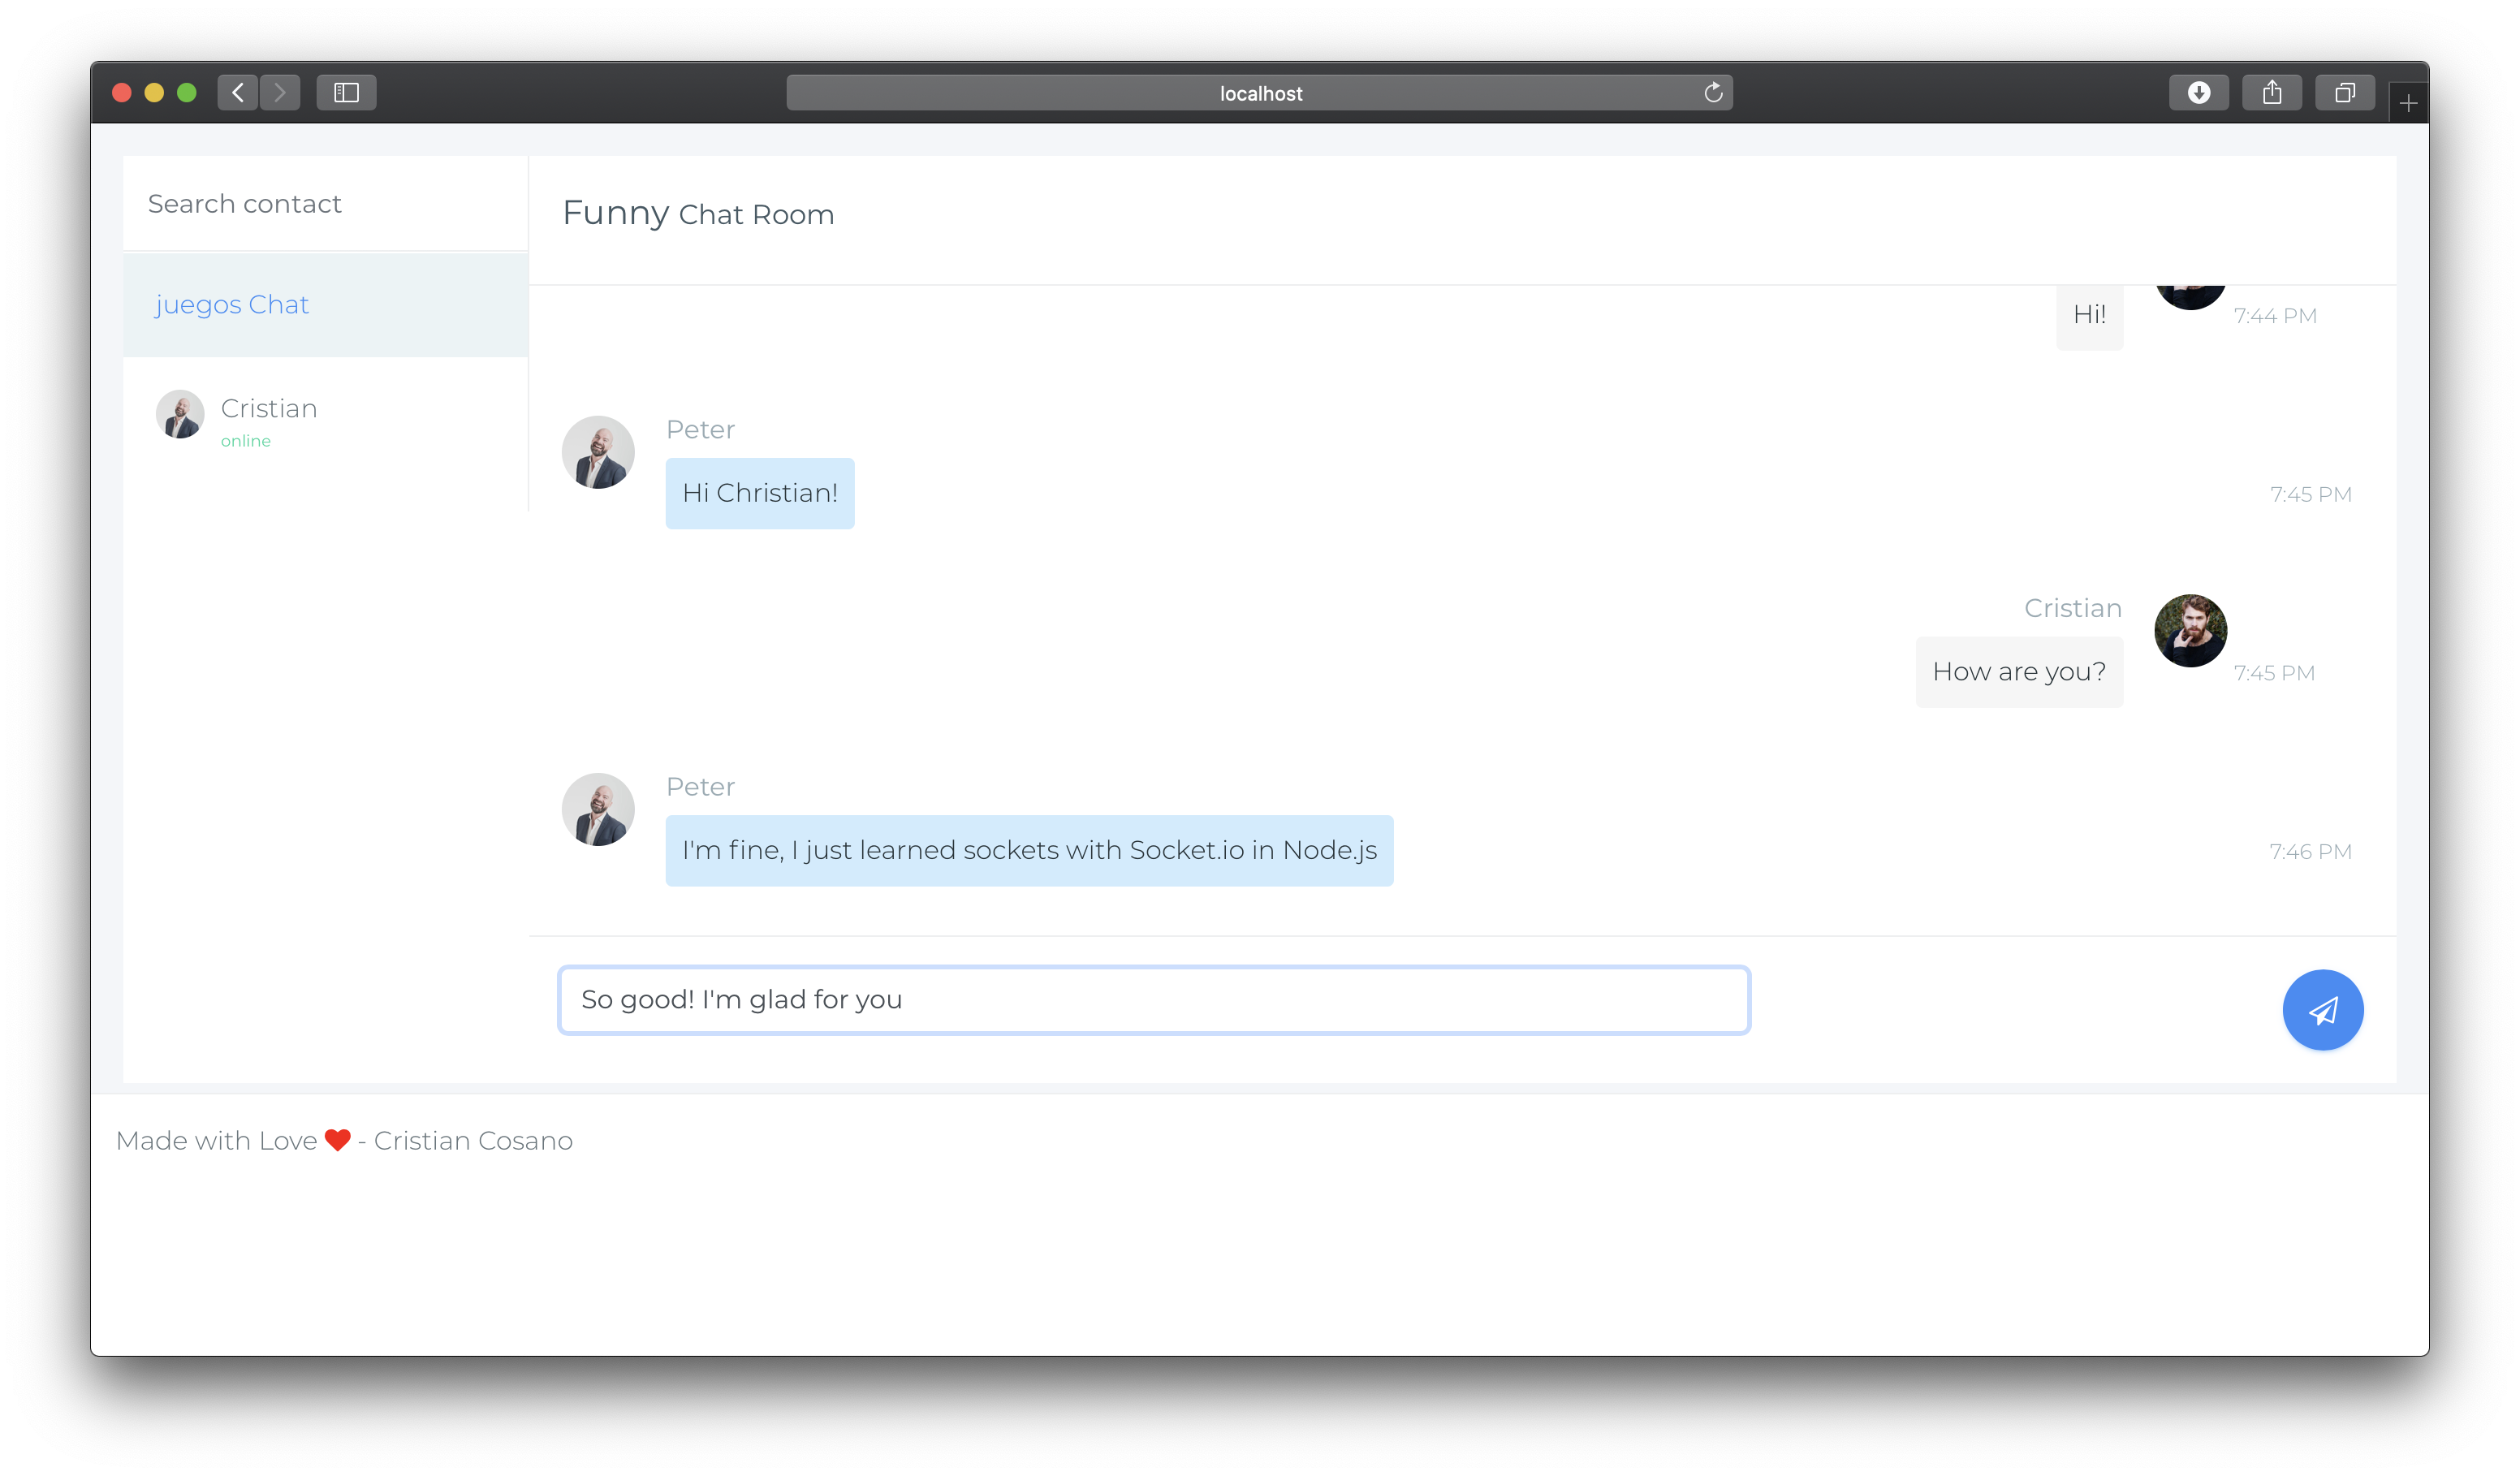 localhost
Search contact
juegos Chat
Cristian
online
Funny Chat Room
Hi!
7:44 PM
Peter
Hi Christian!
7:45 PM
Cristian
How are you?
7:45 PM
Peter
I'm fine, I just learned sockets with Socket.io in Node.js
7:46 PM
So good! I'm glad for you
Made with Love ❤️ - Cristian Cosano